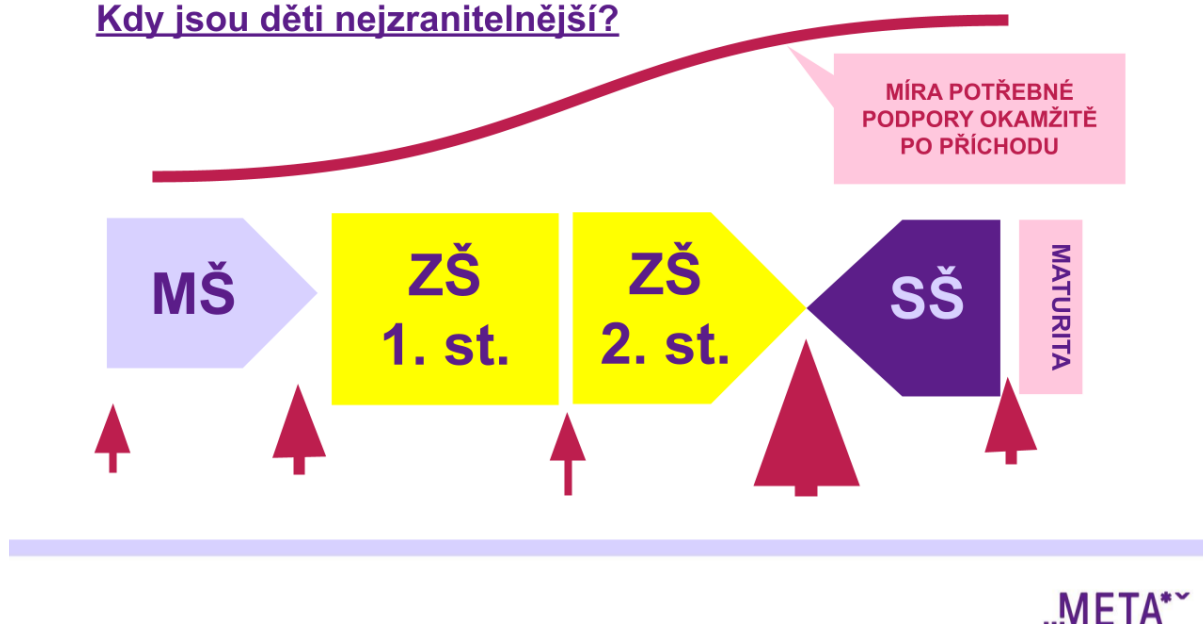 Kdy jsou děti nejzranitelnější?
MÍRA POTŘEBNÉ
PODPORY OKAMŽITĚ
PO PŘÍCHODU
MŠ
ZŠ
1. st.
ZŠ
2. st.
SŠ
MATURITA
„META*ˇ